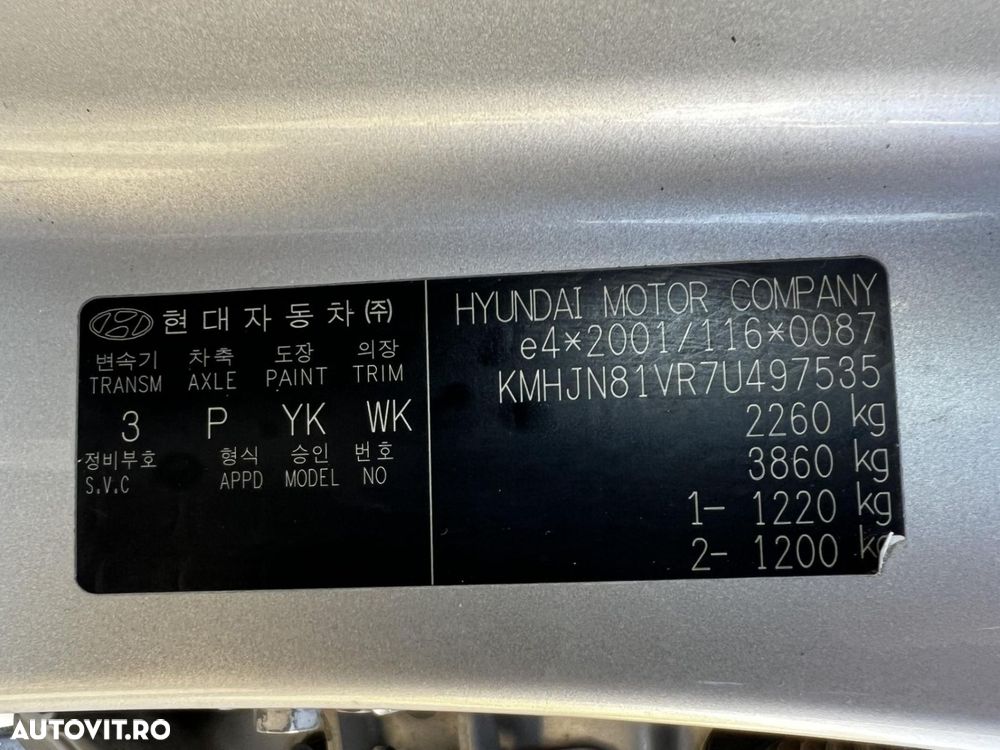 현대자동차 ㈜
변속기 차축 도장 의장
TRANSM AXLE PAINT TRIM
3 P YK WK
정비부호 형식 승인 번호
S.V.C APPD MODEL NO
HYUNDAI MOTOR COMPANY
e4*2001/116*0087
KMHJN81VR7U497535
2260 kg
3860 kg
1- 1220 kg
2- 1200 kg
AUTOVIT.RO